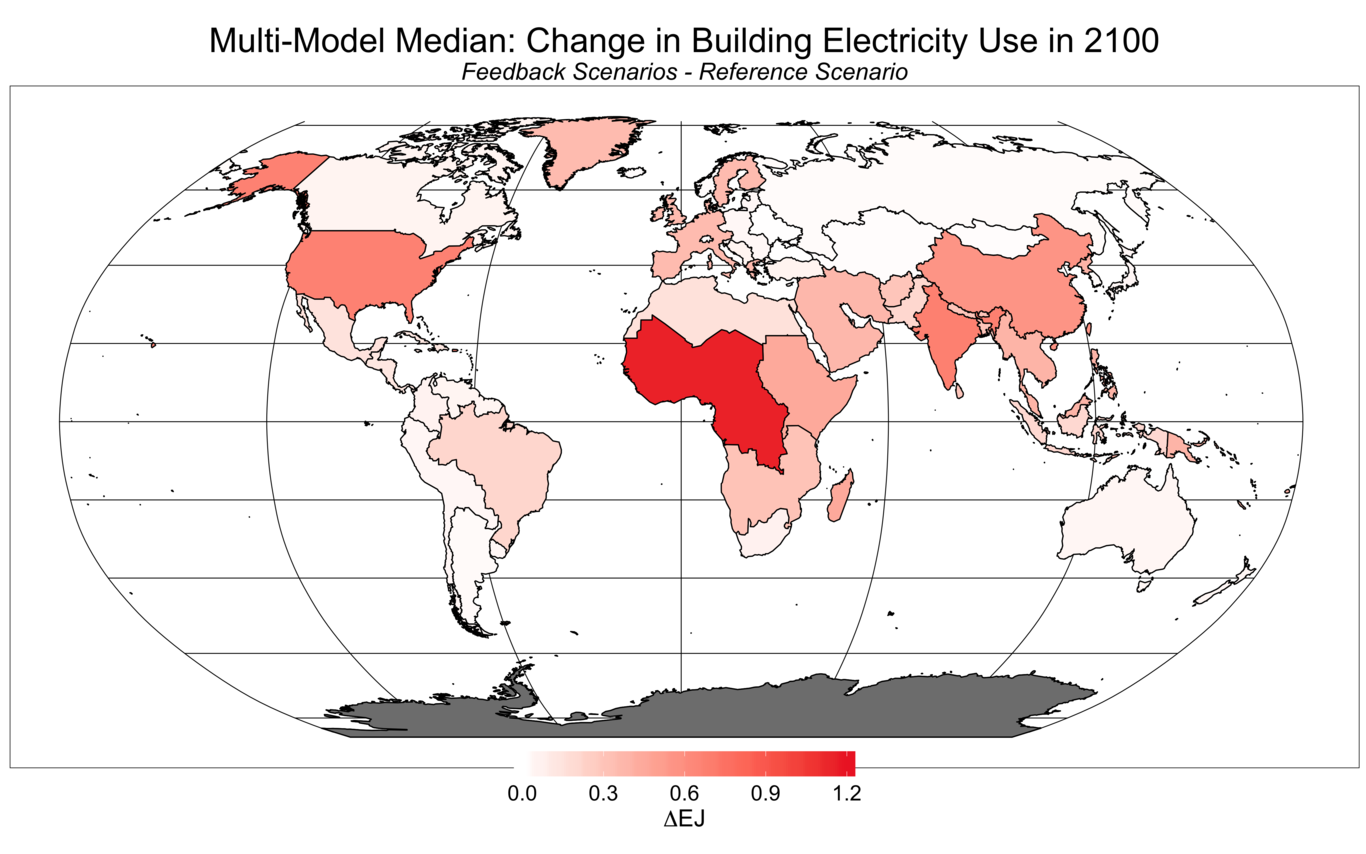 Multi-Model Median: Change in Building Electricity Use in 2100
Feedback Scenarios - Reference Scenario
0.0 0.3 0.6 0.9 1.2
ΔEJ